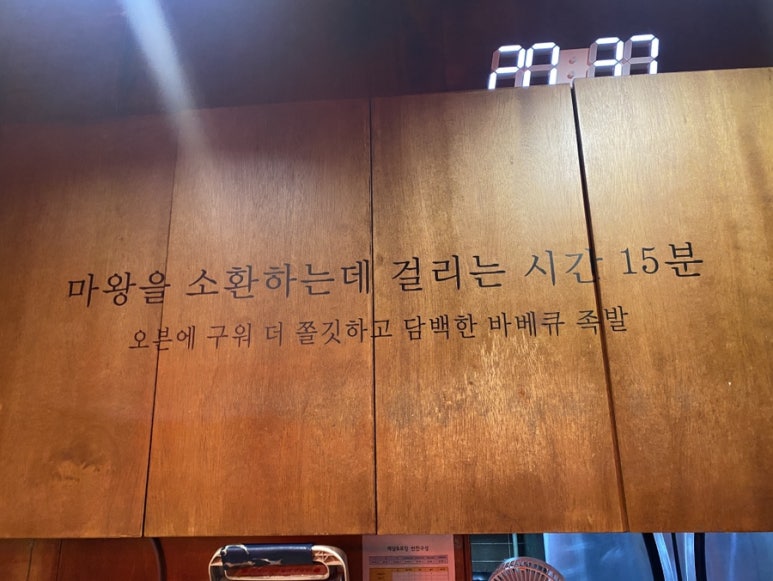 마왕을 소환하는데 걸리는 시간 15분
오븐에 구워 더 쫄깃하고 담백한 바베큐 족발